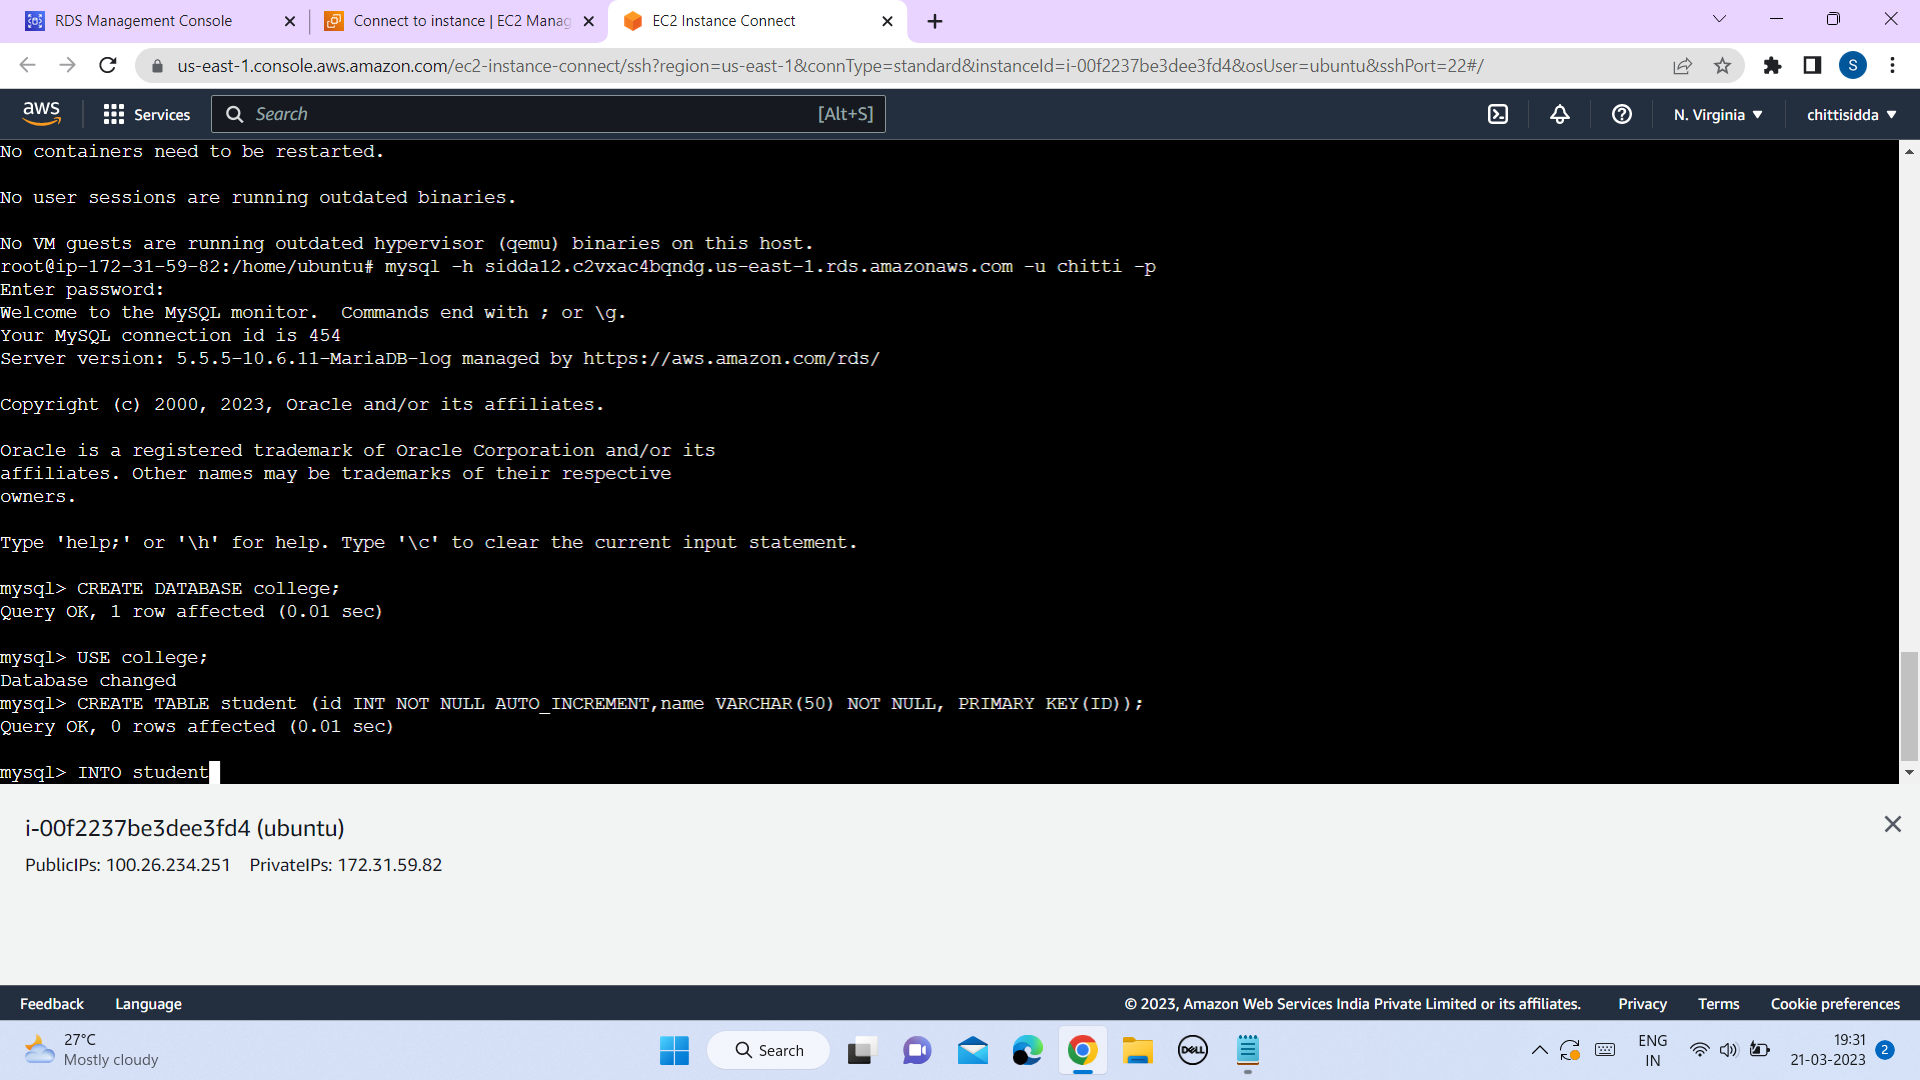 RDS Management Console
Connect to instance | EC2 Manag
EC2 Instance Connect
us-east-1.console.aws.amazon.com/ec2-instance-connect/ssh?region=us-east-1&connType=standard&instanceId=i-00f2237be3dee3fd4&osUser=ubuntu&sshPort=22#/
S
aws
Services
Search
[Alt+S]
N. Virginia
chittisidda
No containers need to be restarted.
No user sessions are running outdated binaries.
No VM guests are running outdated hypervisor (qemu) binaries on this host.
root@ip-172-31-59-82:/home/ubuntu# mysql -h sidda12.c2vxac4bqndg.us-east-1.rds.amazonaws.com -u chitti -p
Enter password:
Welcome to the MySQL monitor.  Commands end with ; or \g.
Your MySQL connection id is 454
Server version: 5.5.5-10.6.11-MariaDB-log managed by https://aws.amazon.com/rds/
Copyright (c) 2000, 2023, Oracle and/or its affiliates.
Oracle is a registered trademark of Oracle Corporation and/or its
affiliates. Other names may be trademarks of their respective
owners.
Type 'help;' or '\h' for help. Type '\c' to clear the current input statement.
mysql> CREATE DATABASE college;
Query OK, 1 row affected (0.01 sec)
mysql> USE college;
Database changed
mysql> CREATE TABLE student (id INT NOT NULL AUTO_INCREMENT,name VARCHAR(50) NOT NULL, PRIMARY KEY(ID));
Query OK, 0 rows affected (0.01 sec)
mysql> INTO student
i-00f2237be3dee3fd4 (ubuntu)
PublicIPs: 100.26.234.251 PrivateIPs: 172.31.59.82
Feedback
Language
© 2023, Amazon Web Services India Private Limited or its affiliates.
Privacy
Terms
Cookie preferences
27°C
Mostly cloudy
Search
DELL
ENG
IN
19:31
21-03-2023
2